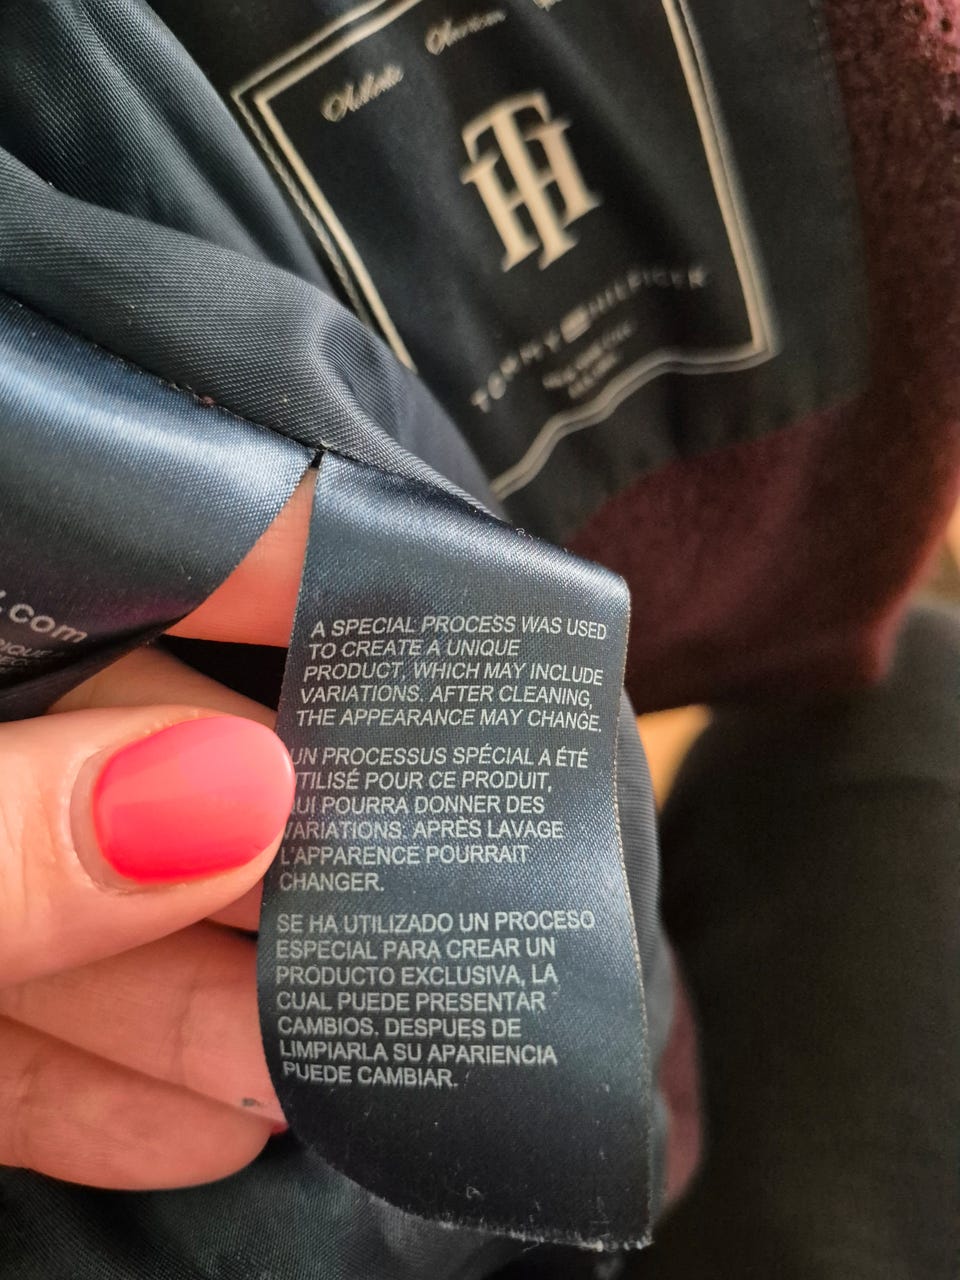 Authentic American
TH
TOMMY HILFIGER
.com
A SPECIAL PROCESS WAS USED
TO CREATE A UNIQUE
PRODUCT, WHICH MAY INCLUDE
VARIATIONS. AFTER CLEANING,
THE APPEARANCE MAY CHANGE.
UN PROCESSUS SPÉCIAL A ÉTÉ
UTILISÉ POUR CE PRODUIT,
QUI POURRA DONNER DES
VARIATIONS. APRÈS LAVAGE
L'APPARENCE POURRAIT
CHANGER.
SE HA UTILIZADO UN PROCESO
ESPECIAL PARA CREAR UN
PRODUCTO EXCLUSIVA, LA
CUAL PUEDE PRESENTAR
CAMBIOS. DESPUES DE
LIMPIARLA SU APARIENCIA
PUEDE CAMBIAR.